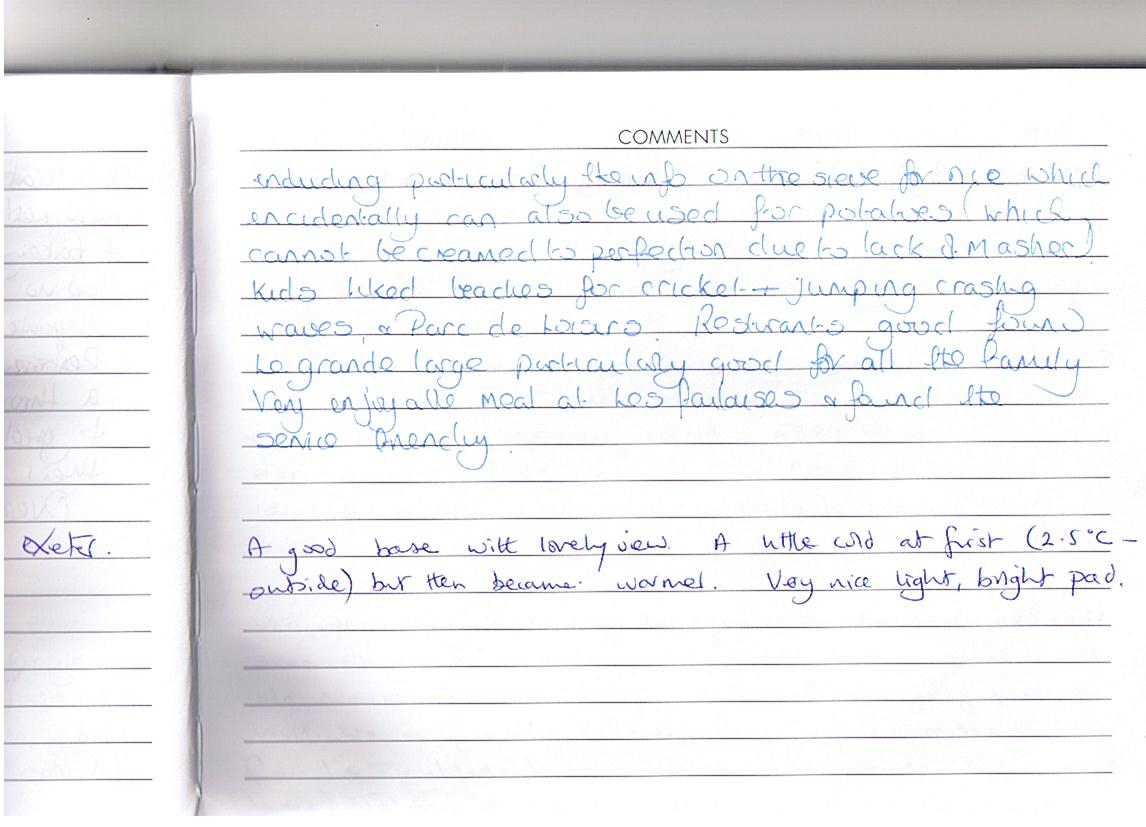 COMMENTS
including particularly the info on the sieve for rice which
encidentally can also be used for potatoes (which
cannot be creamed to perfection due to lack of masher)
Kids liked beaches for cricket + jumping crashing
waves, & Parc de Loisirs. Resturants good found
Le grande large particularly good for all the family
Very enjoyable meal at Les Falaises & found the
service friendly.
Exeter.
A good base with lovely view. A little cold at first (2.5°C –
outside) but then became warmer. Very nice light, bright pad.